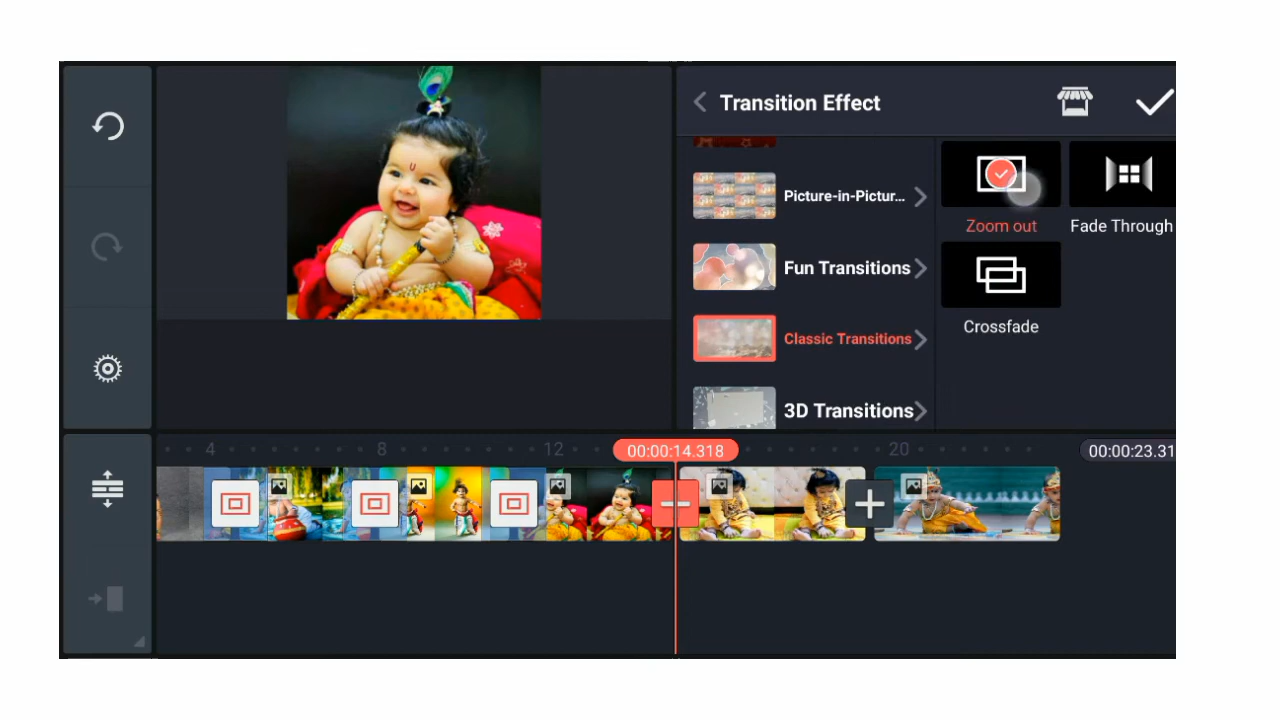 Transition Effect
Picture-in-Pictur...
Fun Transitions
Classic Transitions
3D Transitions
Zoom out
Fade Through
Crossfade
4
8
12
00:00:14.318
20
00:00:23.31